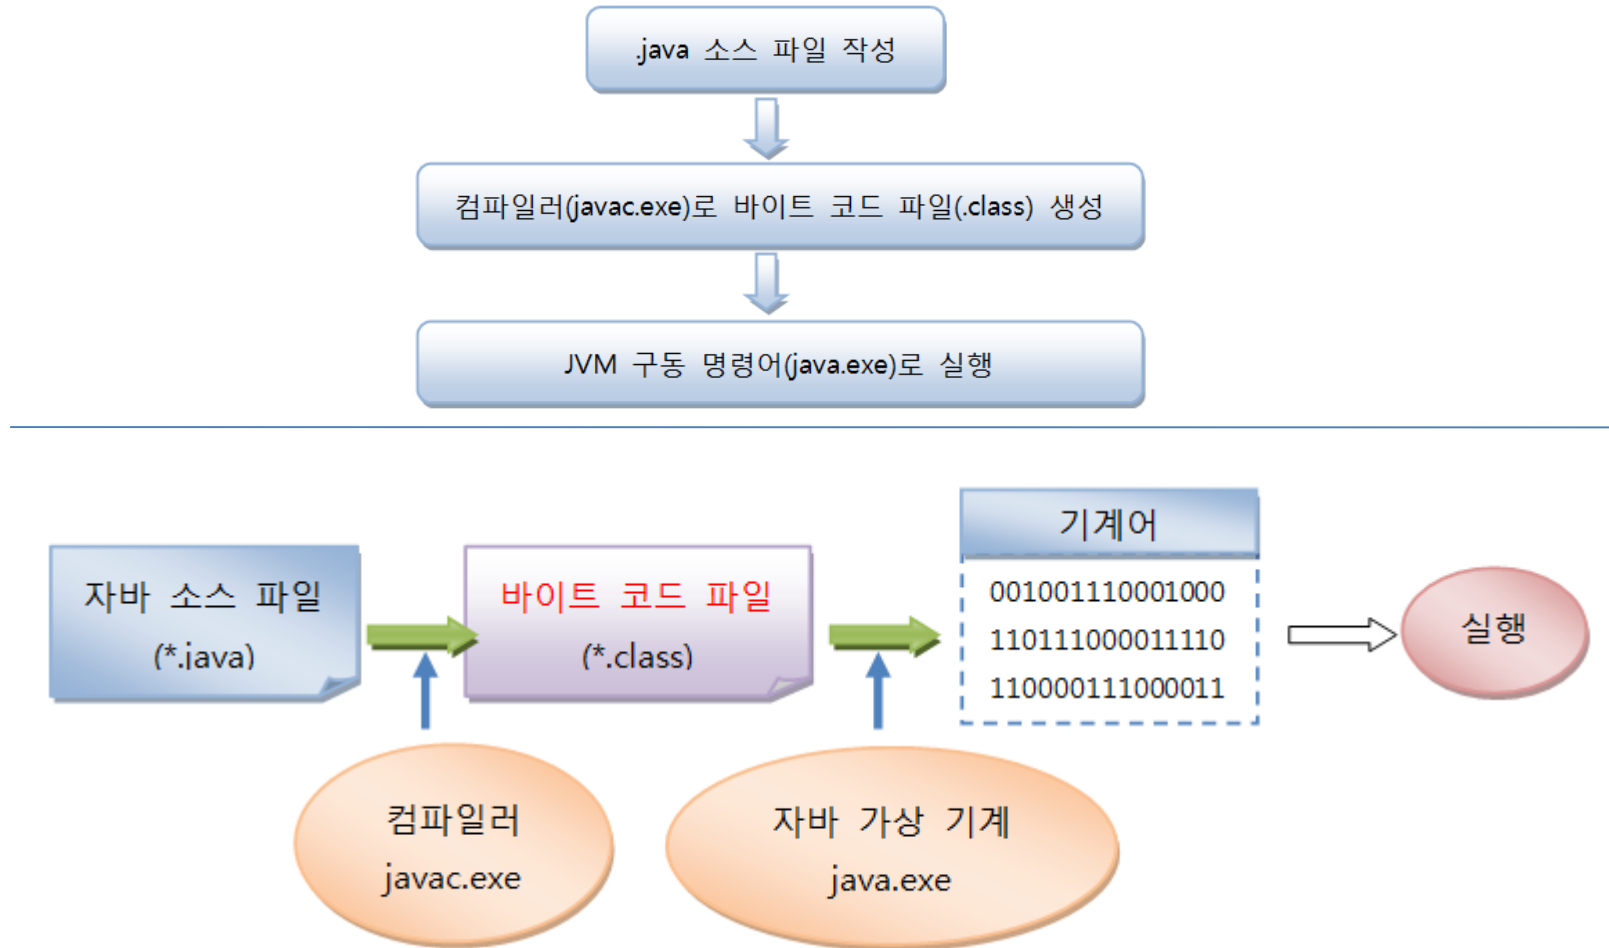 .java 소스 파일 작성
컴파일러(javac.exe)로 바이트 코드 파일(.class) 생성
JVM 구동 명령어(java.exe)로 실행
자바 소스 파일
(*.java)
바이트 코드 파일
(*.class)
기계어
001001110001000
110111000011110
110000111000011
실행
컴파일러
javac.exe
자바 가상 기계
java.exe